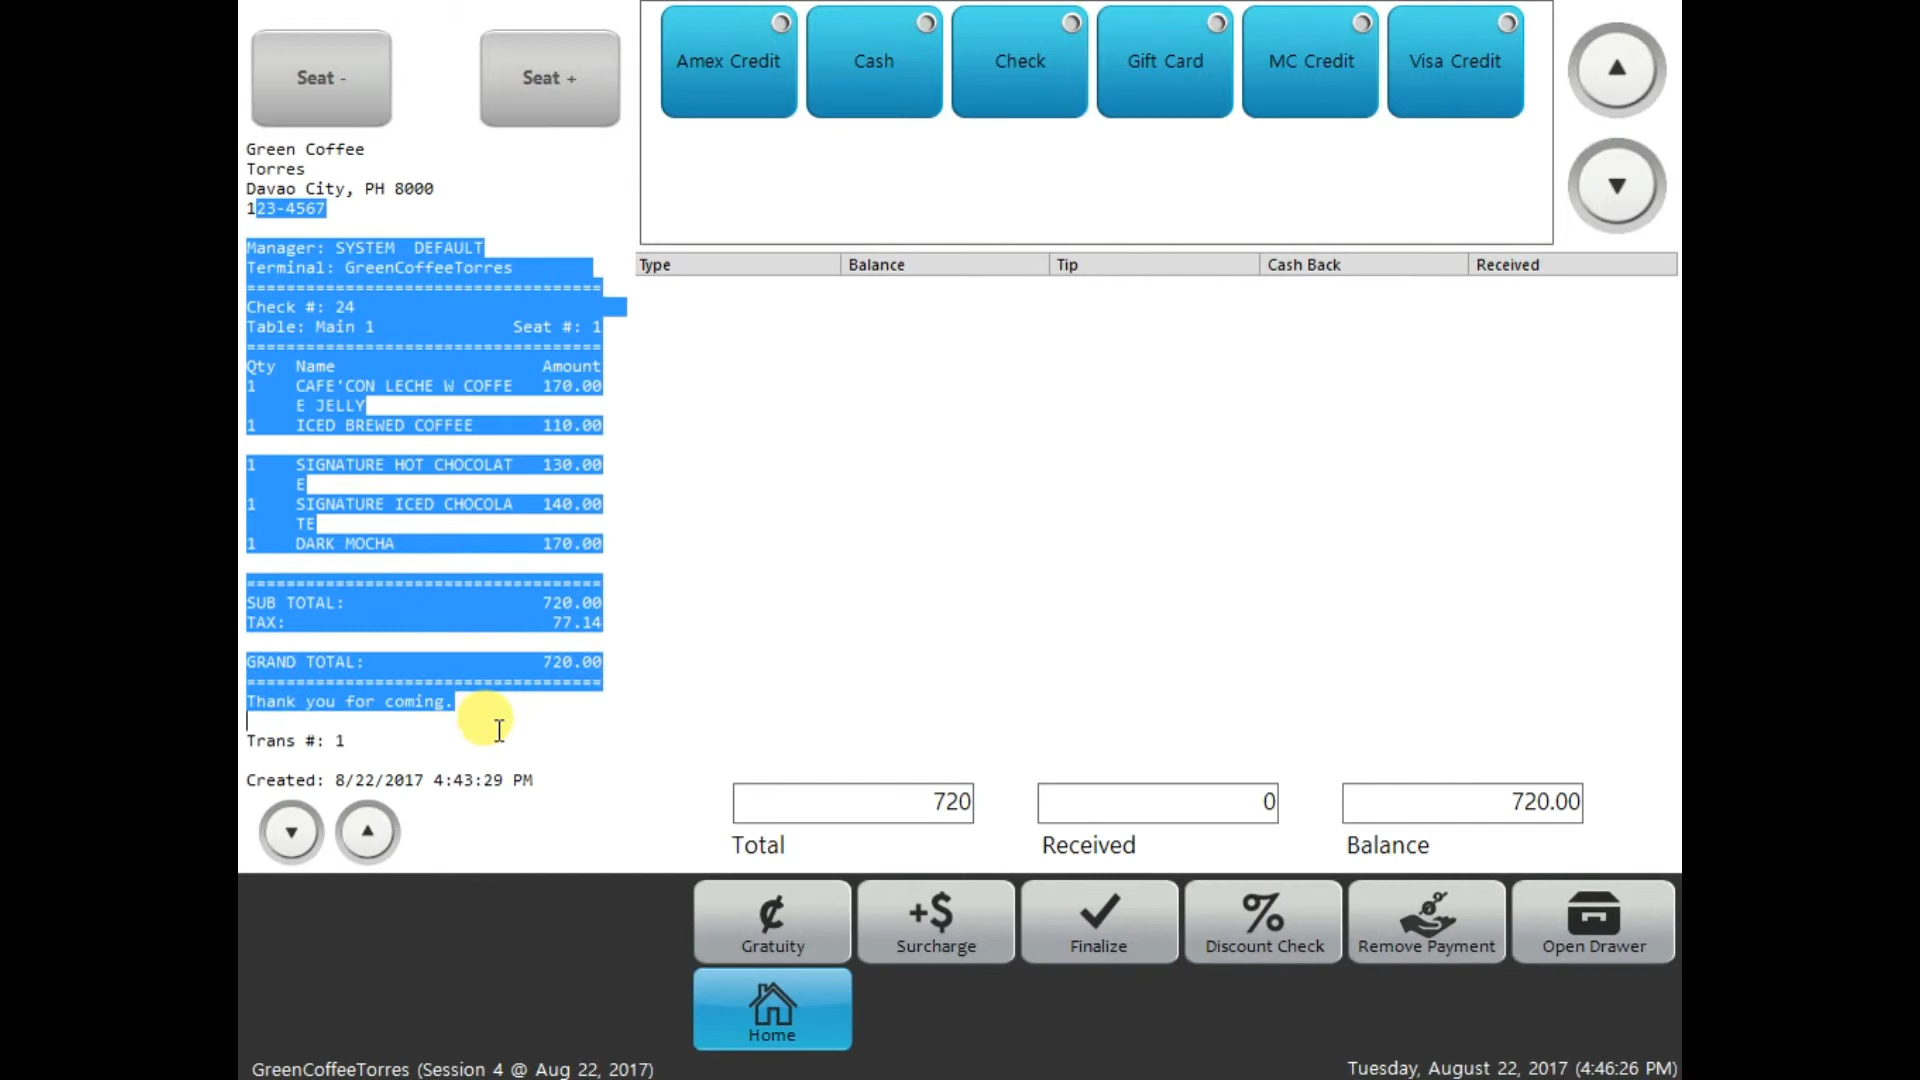 Seat -
Seat +
Amex Credit
Cash
Check
Gift Card
MC Credit
Visa Credit
Green Coffee
Torres
Davao City, PH 8000
123-4567
Manager: SYSTEM  DEFAULT
Terminal: GreenCoffeeTorres
====================================
Check #: 24
Table: Main 1 Seat #: 1
====================================
Qty Name Amount
1 CAFE'CON LECHE W COFFE 170.00
E JELLY
1 ICED BREWED COFFEE 110.00
1 SIGNATURE HOT CHOCOLAT 130.00
E
1 SIGNATURE ICED CHOCOLA 140.00
TE
1 DARK MOCHA 170.00
====================================
SUB TOTAL: 720.00
TAX: 77.14
GRAND TOTAL: 720.00
====================================
Thank you for coming.
Trans #: 1
Created: 8/22/2017 4:43:29 PM
Type Balance Tip Cash Back Received
720 0 720.00
Total Received Balance
Gratuity
+$ Surcharge
Finalize
% Discount Check
Remove Payment
Open Drawer
Home
GreenCoffeeTorres (Session 4 @ Aug 22, 2017)
Tuesday, August 22, 2017 (4:46:26 PM)